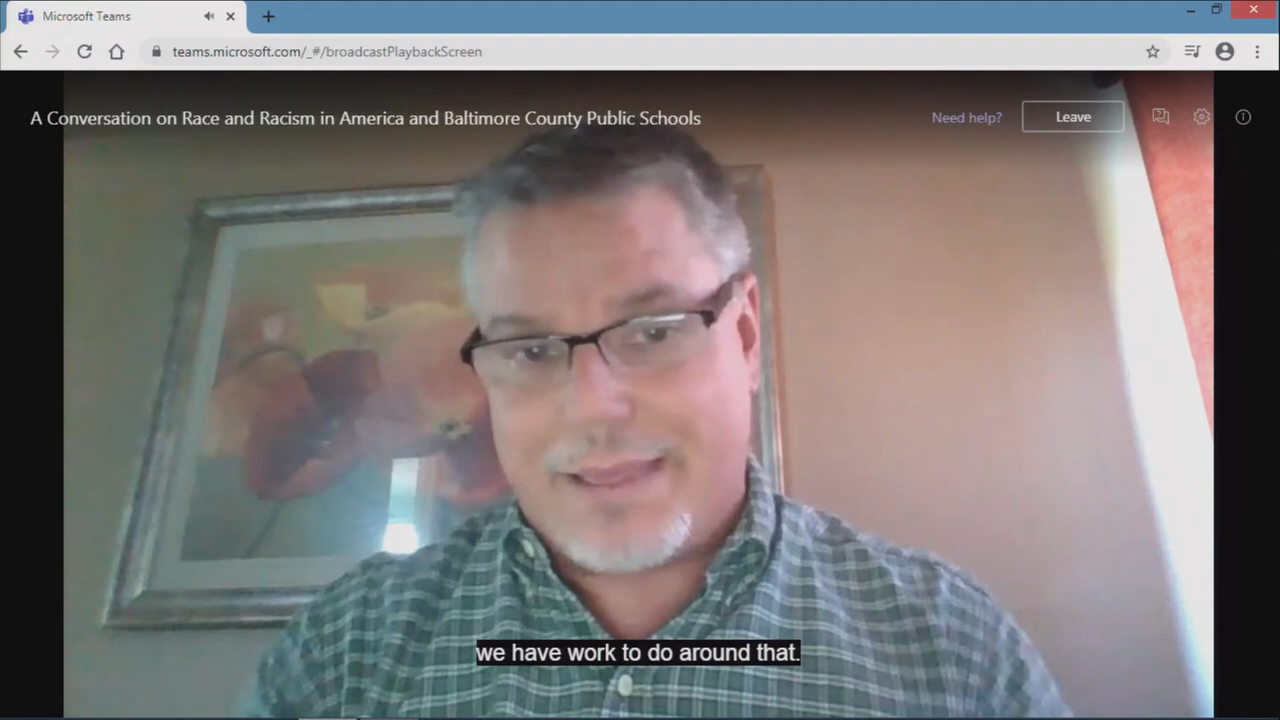 Microsoft Teams
teams.microsoft.com/_#/broadcastPlaybackScreen
A Conversation on Race and Racism in America and Baltimore County Public Schools
Need help?
Leave
we have work to do around that.